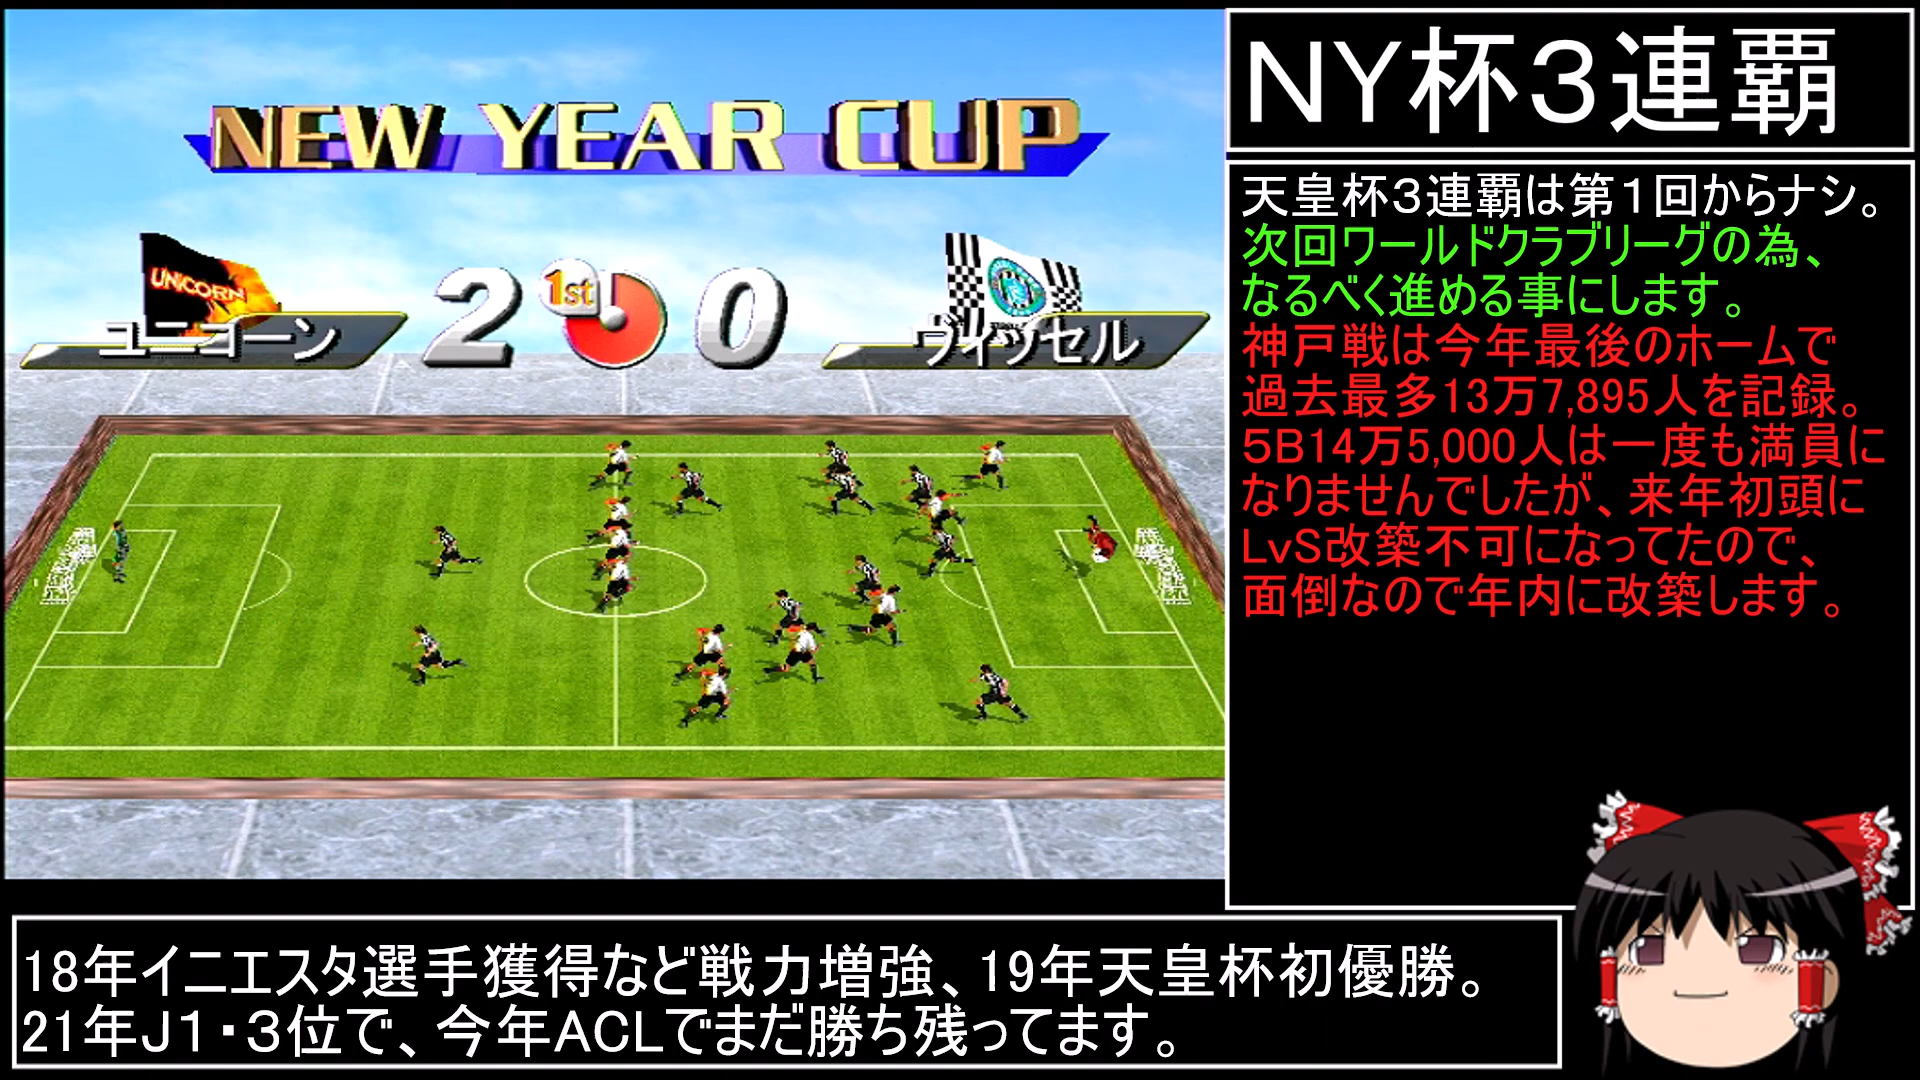 NEW YEAR CUP
UNICORN
ユニコーン
2
1st
0
ヴィッセル
NY杯3連覇
天皇杯３連覇は第１回からナシ。
次回ワールドクラブリーグの為、
なるべく進める事にします。
神戸戦は今年最後のホームで
過去最多13万7,895人を記録。
５B14万5,000人は一度も満員に
なりませんでしたが、来年初頭に
LvS改築不可になってたので、
面倒なので年内に改築します。
18年イニエスタ選手獲得など戦力増強、19年天皇杯初優勝。
21年J１・３位で、今年ACLでまだ勝ち残ってます。